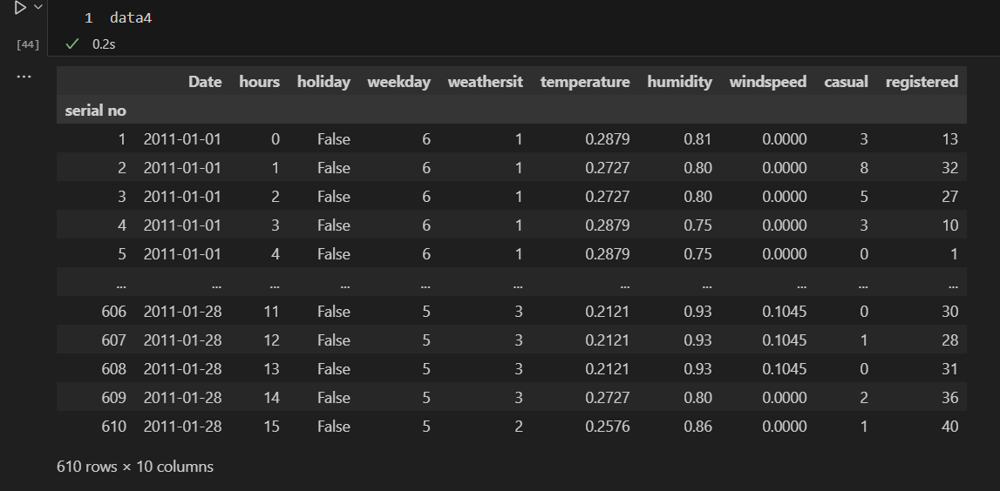 1 data4
[44] 0.2s
...
Date hours holiday weekday weathersit temperature humidity windspeed casual registered
serial no
1 2011-01-01 0 False 6 1 0.2879 0.81 0.0000 3 13
2 2011-01-01 1 False 6 1 0.2727 0.80 0.0000 8 32
3 2011-01-01 2 False 6 1 0.2727 0.80 0.0000 5 27
4 2011-01-01 3 False 6 1 0.2879 0.75 0.0000 3 10
5 2011-01-01 4 False 6 1 0.2879 0.75 0.0000 0 1
... ... ... ... ... ... ... ... ... ... ...
606 2011-01-28 11 False 5 3 0.2121 0.93 0.1045 0 30
607 2011-01-28 12 False 5 3 0.2121 0.93 0.1045 1 28
608 2011-01-28 13 False 5 3 0.2121 0.93 0.1045 0 31
609 2011-01-28 14 False 5 3 0.2727 0.80 0.0000 2 36
610 2011-01-28 15 False 5 2 0.2576 0.86 0.0000 1 40
610 rows × 10 columns